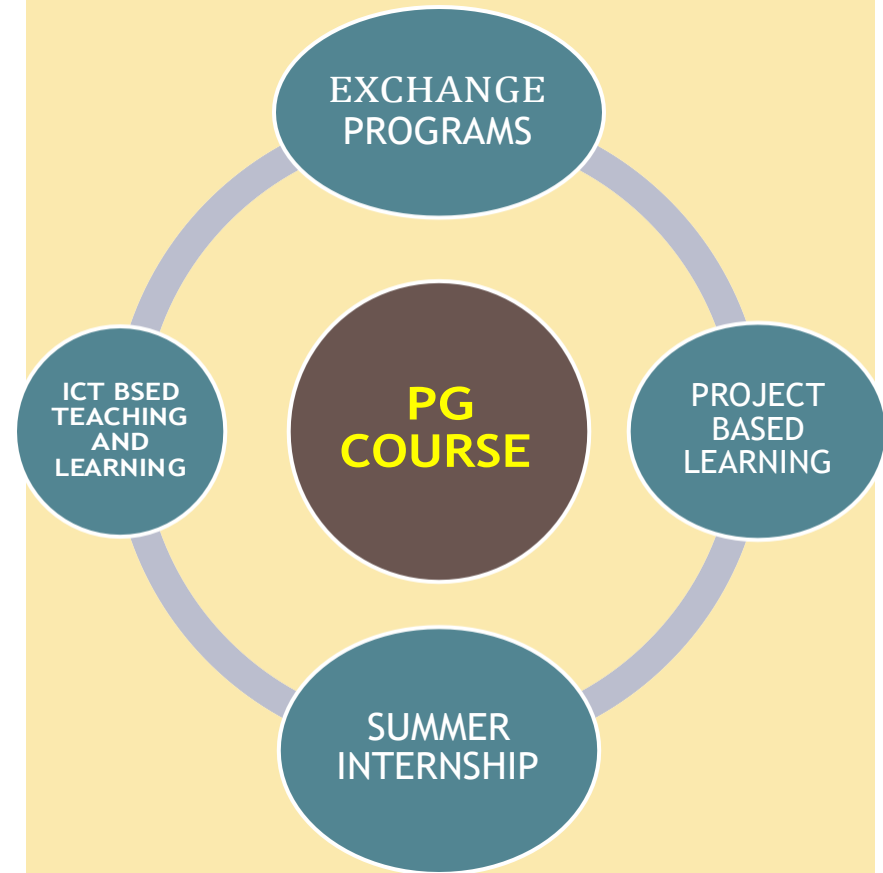 EXCHANGE
PROGRAMS
ICT BSED
TEACHING
AND
LEARNING
PG
COURSE
PROJECT
BASED
LEARNING
SUMMER
INTERNSHIP